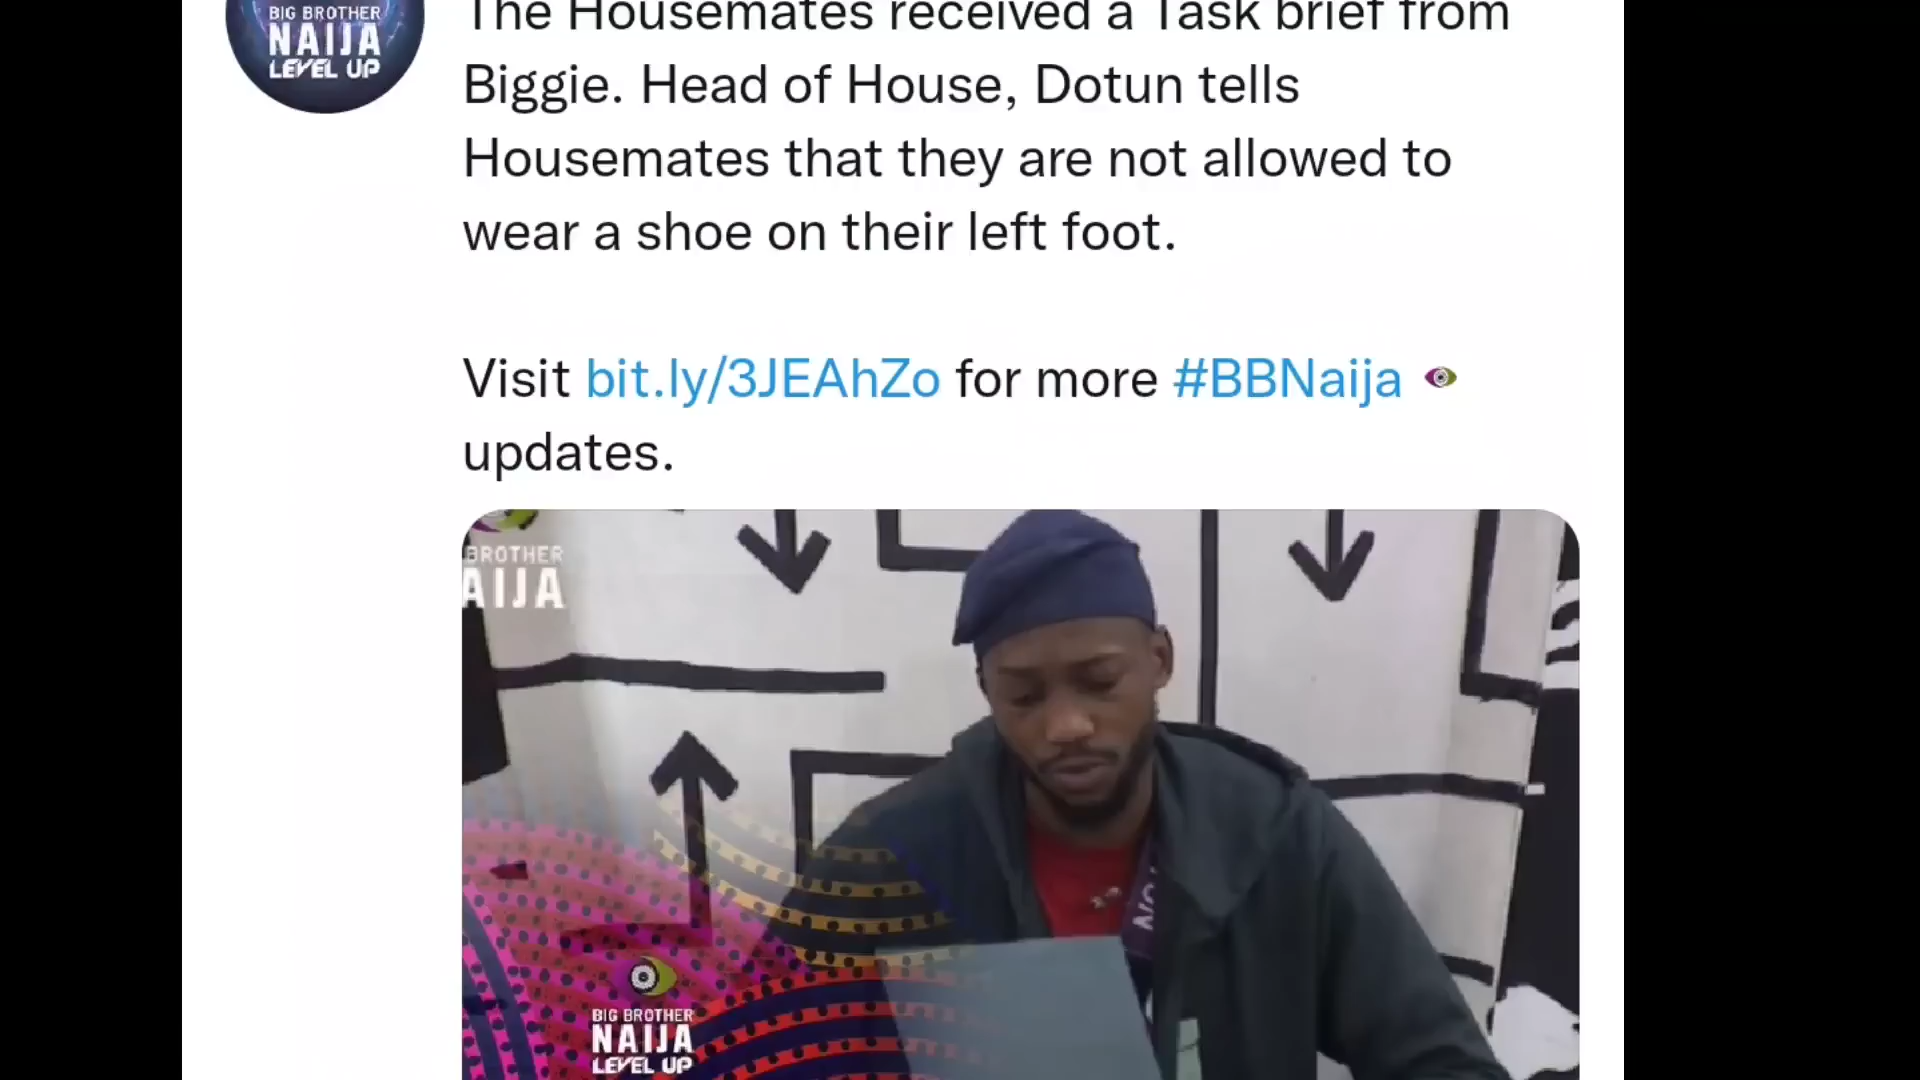 BIG BROTHER
NAIJA
LEVEL UP
The Housemates received a Task brief from
Biggie. Head of House, Dotun tells
Housemates that they are not allowed to
wear a shoe on their left foot.
Visit bit.ly/3JEAhZo for more #BBNaija
updates.
BROTHER
AIJA
BIG BROTHER
NAIJA
LEVEL UP